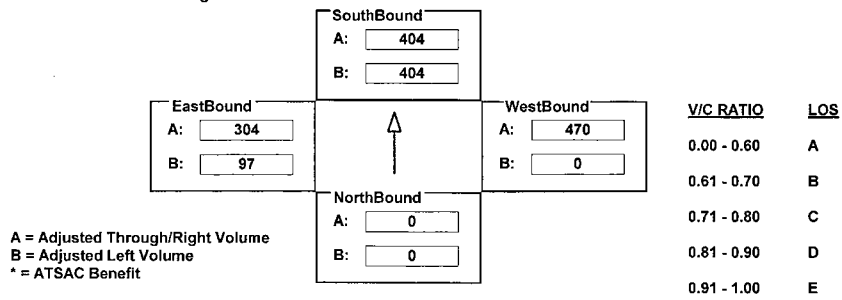 SouthBound
A: 404
B: 404
EastBound
A: 304
B: 97
WestBound
A: 470
B: 0
NorthBound
A: 0
B: 0
A = Adjusted Through/Right Volume
B = Adjusted Left Volume
* = ATSAC Benefit
V/C RATIO LOS
0.00 - 0.60 A
0.61 - 0.70 B
0.71 - 0.80 C
0.81 - 0.90 D
0.91 - 1.00 E